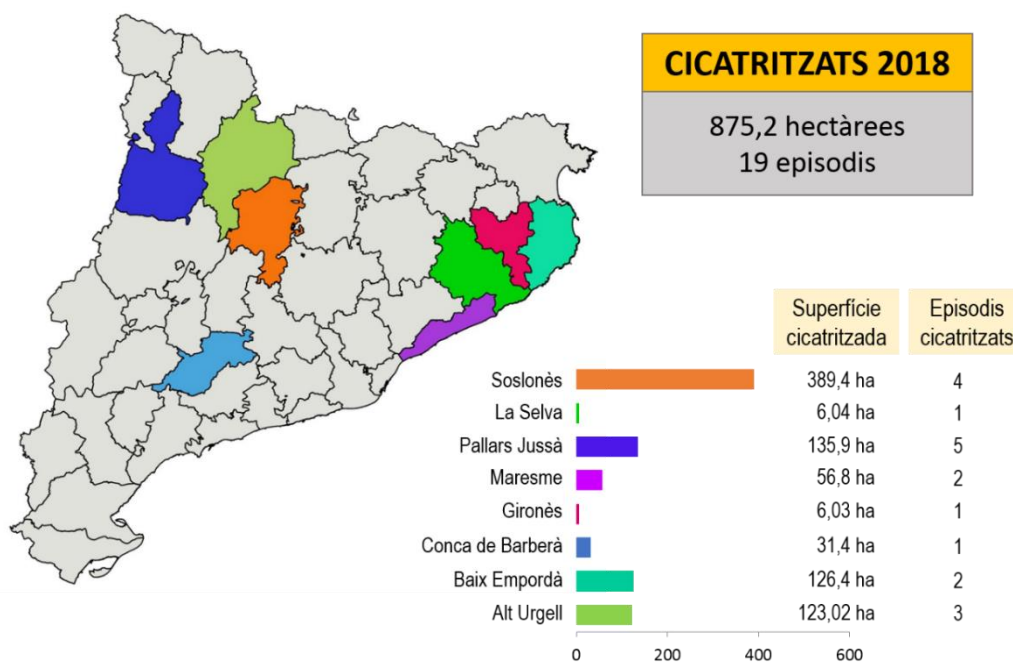 CICATRITZATS 2018
875,2 hectàrees
19 episodis
Superfície cicatritzada
Episodis cicatritzats
Soslonès 389,4 ha 4
La Selva 6,04 ha 1
Pallars Jussà 135,9 ha 5
Maresme 56,8 ha 2
Gironès 6,03 ha 1
Conca de Barberà 31,4 ha 1
Baix Empordà 126,4 ha 2
Alt Urgell 123,02 ha 3
0 200 400 600